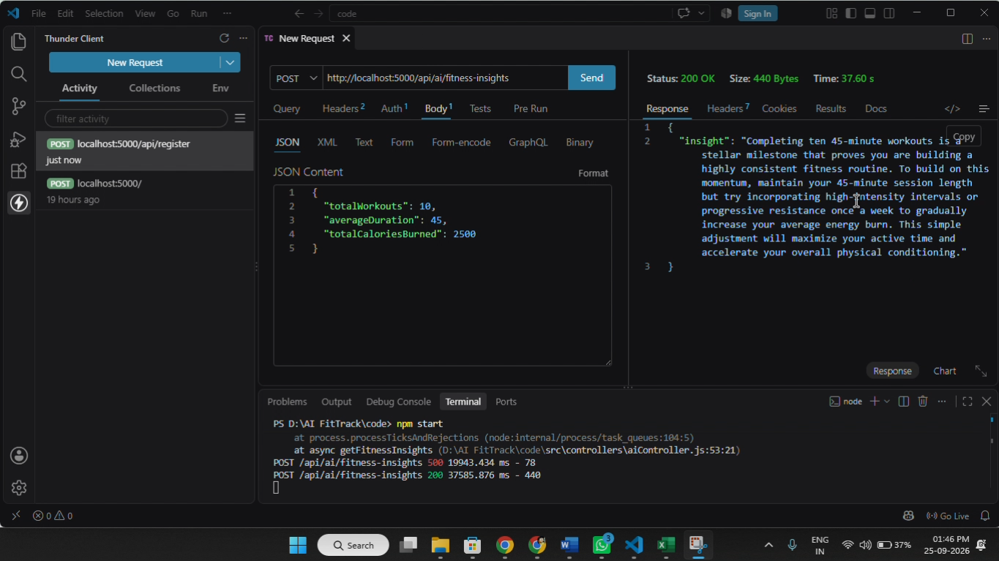 File Edit Selection View Go Run ···
code
Sign In
Thunder Client
New Request
Activity Collections Env
filter activity
POST localhost:5000/api/register
just now
POST localhost:5000/
19 hours ago
TC New Request
POST http://localhost:5000/api/ai/fitness-insights Send
Query Headers 2 Auth 1 Body 1 Tests Pre Run
JSON XML Text Form Form-encode GraphQL Binary
JSON Content Format
1 {
2 "totalWorkouts": 10,
3 "averageDuration": 45,
4 "totalCaloriesBurned": 2500
5 }
Status: 200 OK Size: 440 Bytes Time: 37.60 s
Response Headers 7 Cookies Results Docs </>
Copy
1 {
2 "insight": "Completing ten 45-minute workouts is a
stellar milestone that proves you are building a
highly consistent fitness routine. To build on this
momentum, maintain your 45-minute session length
but try incorporating high-intensity intervals or
progressive resistance once a week to gradually
increase your average energy burn. This simple
adjustment will maximize your active time and
accelerate your overall physical conditioning."
3 }
Response Chart
Problems Output Debug Console Terminal Ports
node
PS D:\AI FitTrack\code> npm start
at process.processTicksAndRejections (node:internal/process/task_queues:104:5)
at async getFitnessInsights (D:\AI FitTrack\code\src\controllers\aiController.js:53:21)
POST /api/ai/fitness-insights 500 19943.434 ms - 78
POST /api/ai/fitness-insights 200 37585.876 ms - 440
0 0
Go Live
Search
3
ENG
IN
37%
01:46 PM
25-09-2026